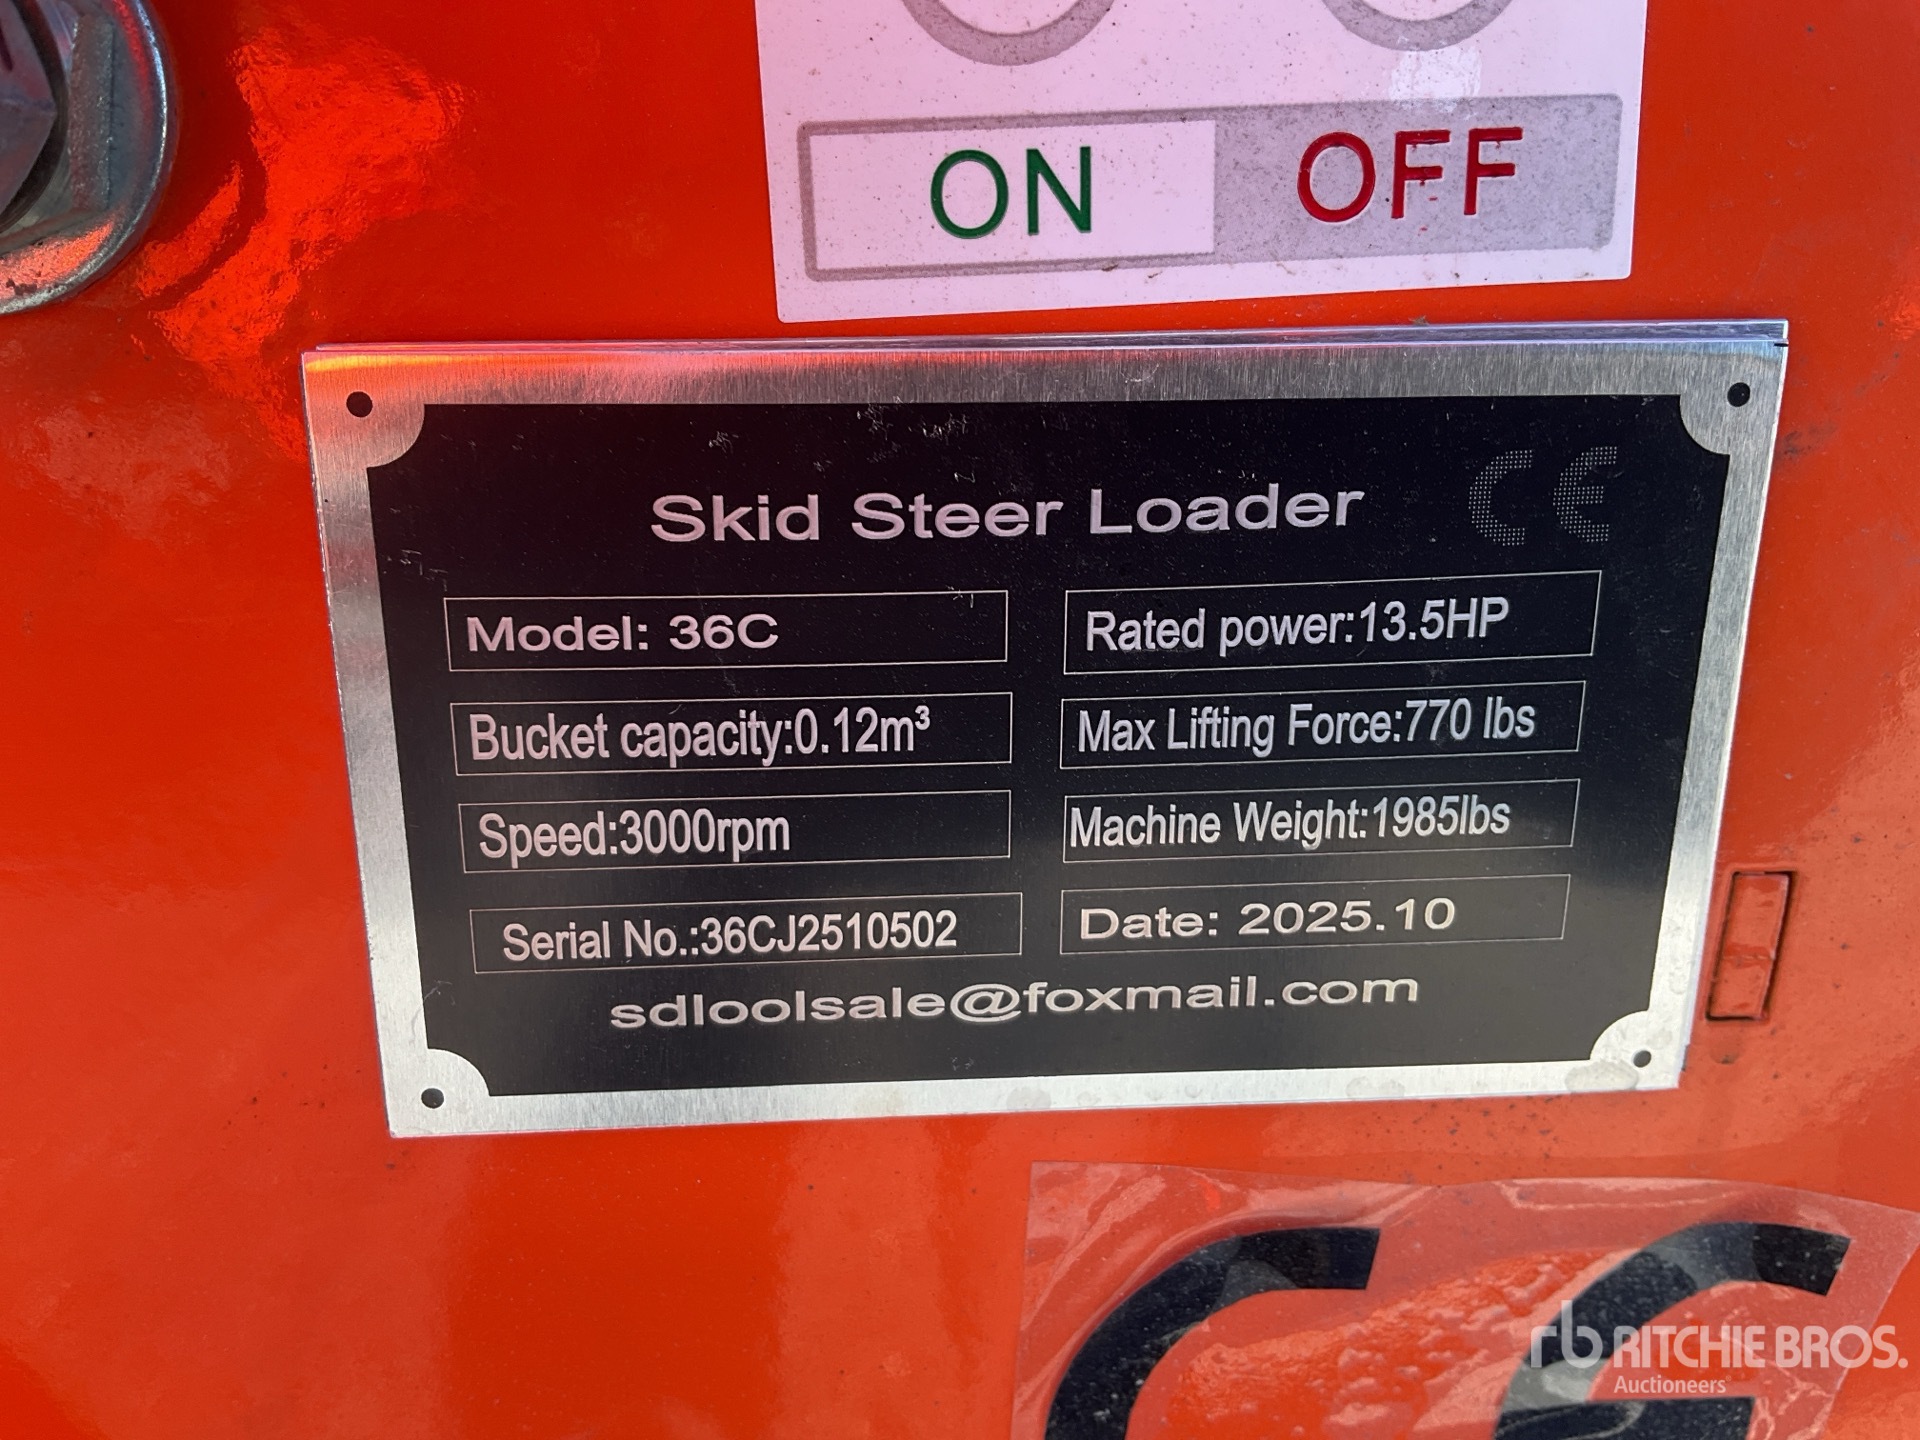 ON OFF
Skid Steer Loader CE
Model: 36C
Rated power:13.5HP
Bucket capacity:0.12m³
Max Lifting Force:770 lbs
Speed:3000rpm
Machine Weight:1985lbs
Serial No.:36CJ2510502
Date: 2025.10
sdloolsale@foxmail.com
CE
rb RITCHIE BROS.
Auctioneers